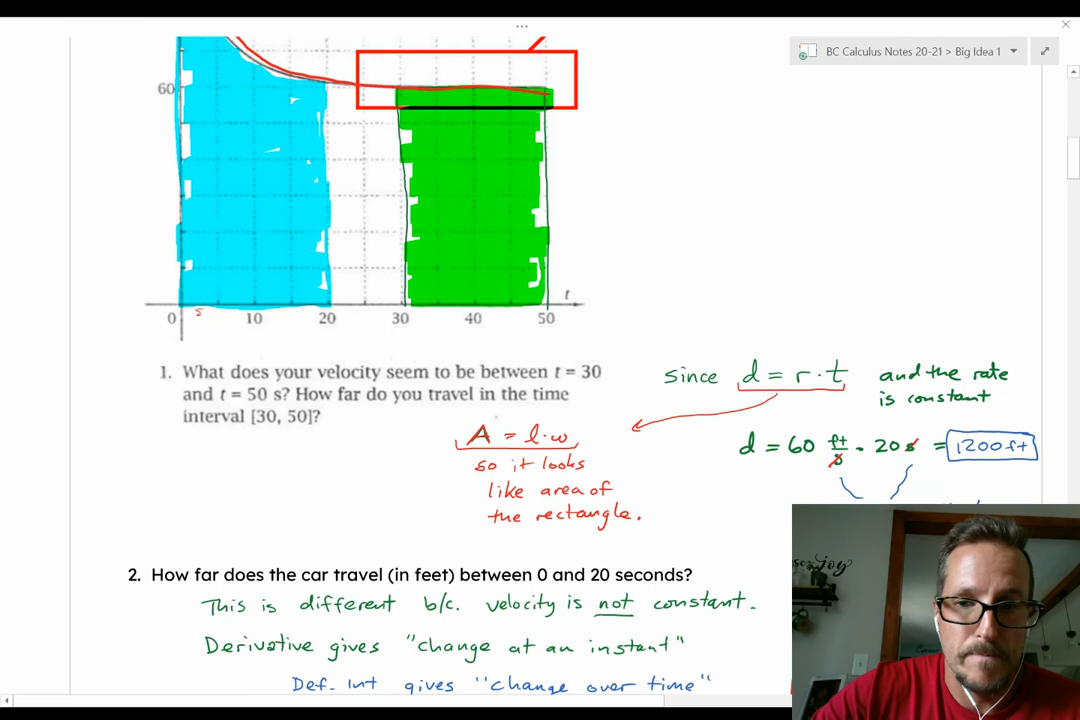 BC Calculus Notes 20-21 > Big Idea 1
60
t
0 5 10 20 30 40 50
1. What does your velocity seem to be between t = 30
and t = 50 s? How far do you travel in the time
interval [30, 50]?
since d = r · t and the rate
is constant
A = l·w
so it looks
like area of
the rectangle.
d = 60 ft/s · 20 s = 1200 ft
joy
2. How far does the car travel (in feet) between 0 and 20 seconds?
This is different b/c. velocity is not constant.
Derivative gives "change at an instant"
Def. Int gives "change over time"